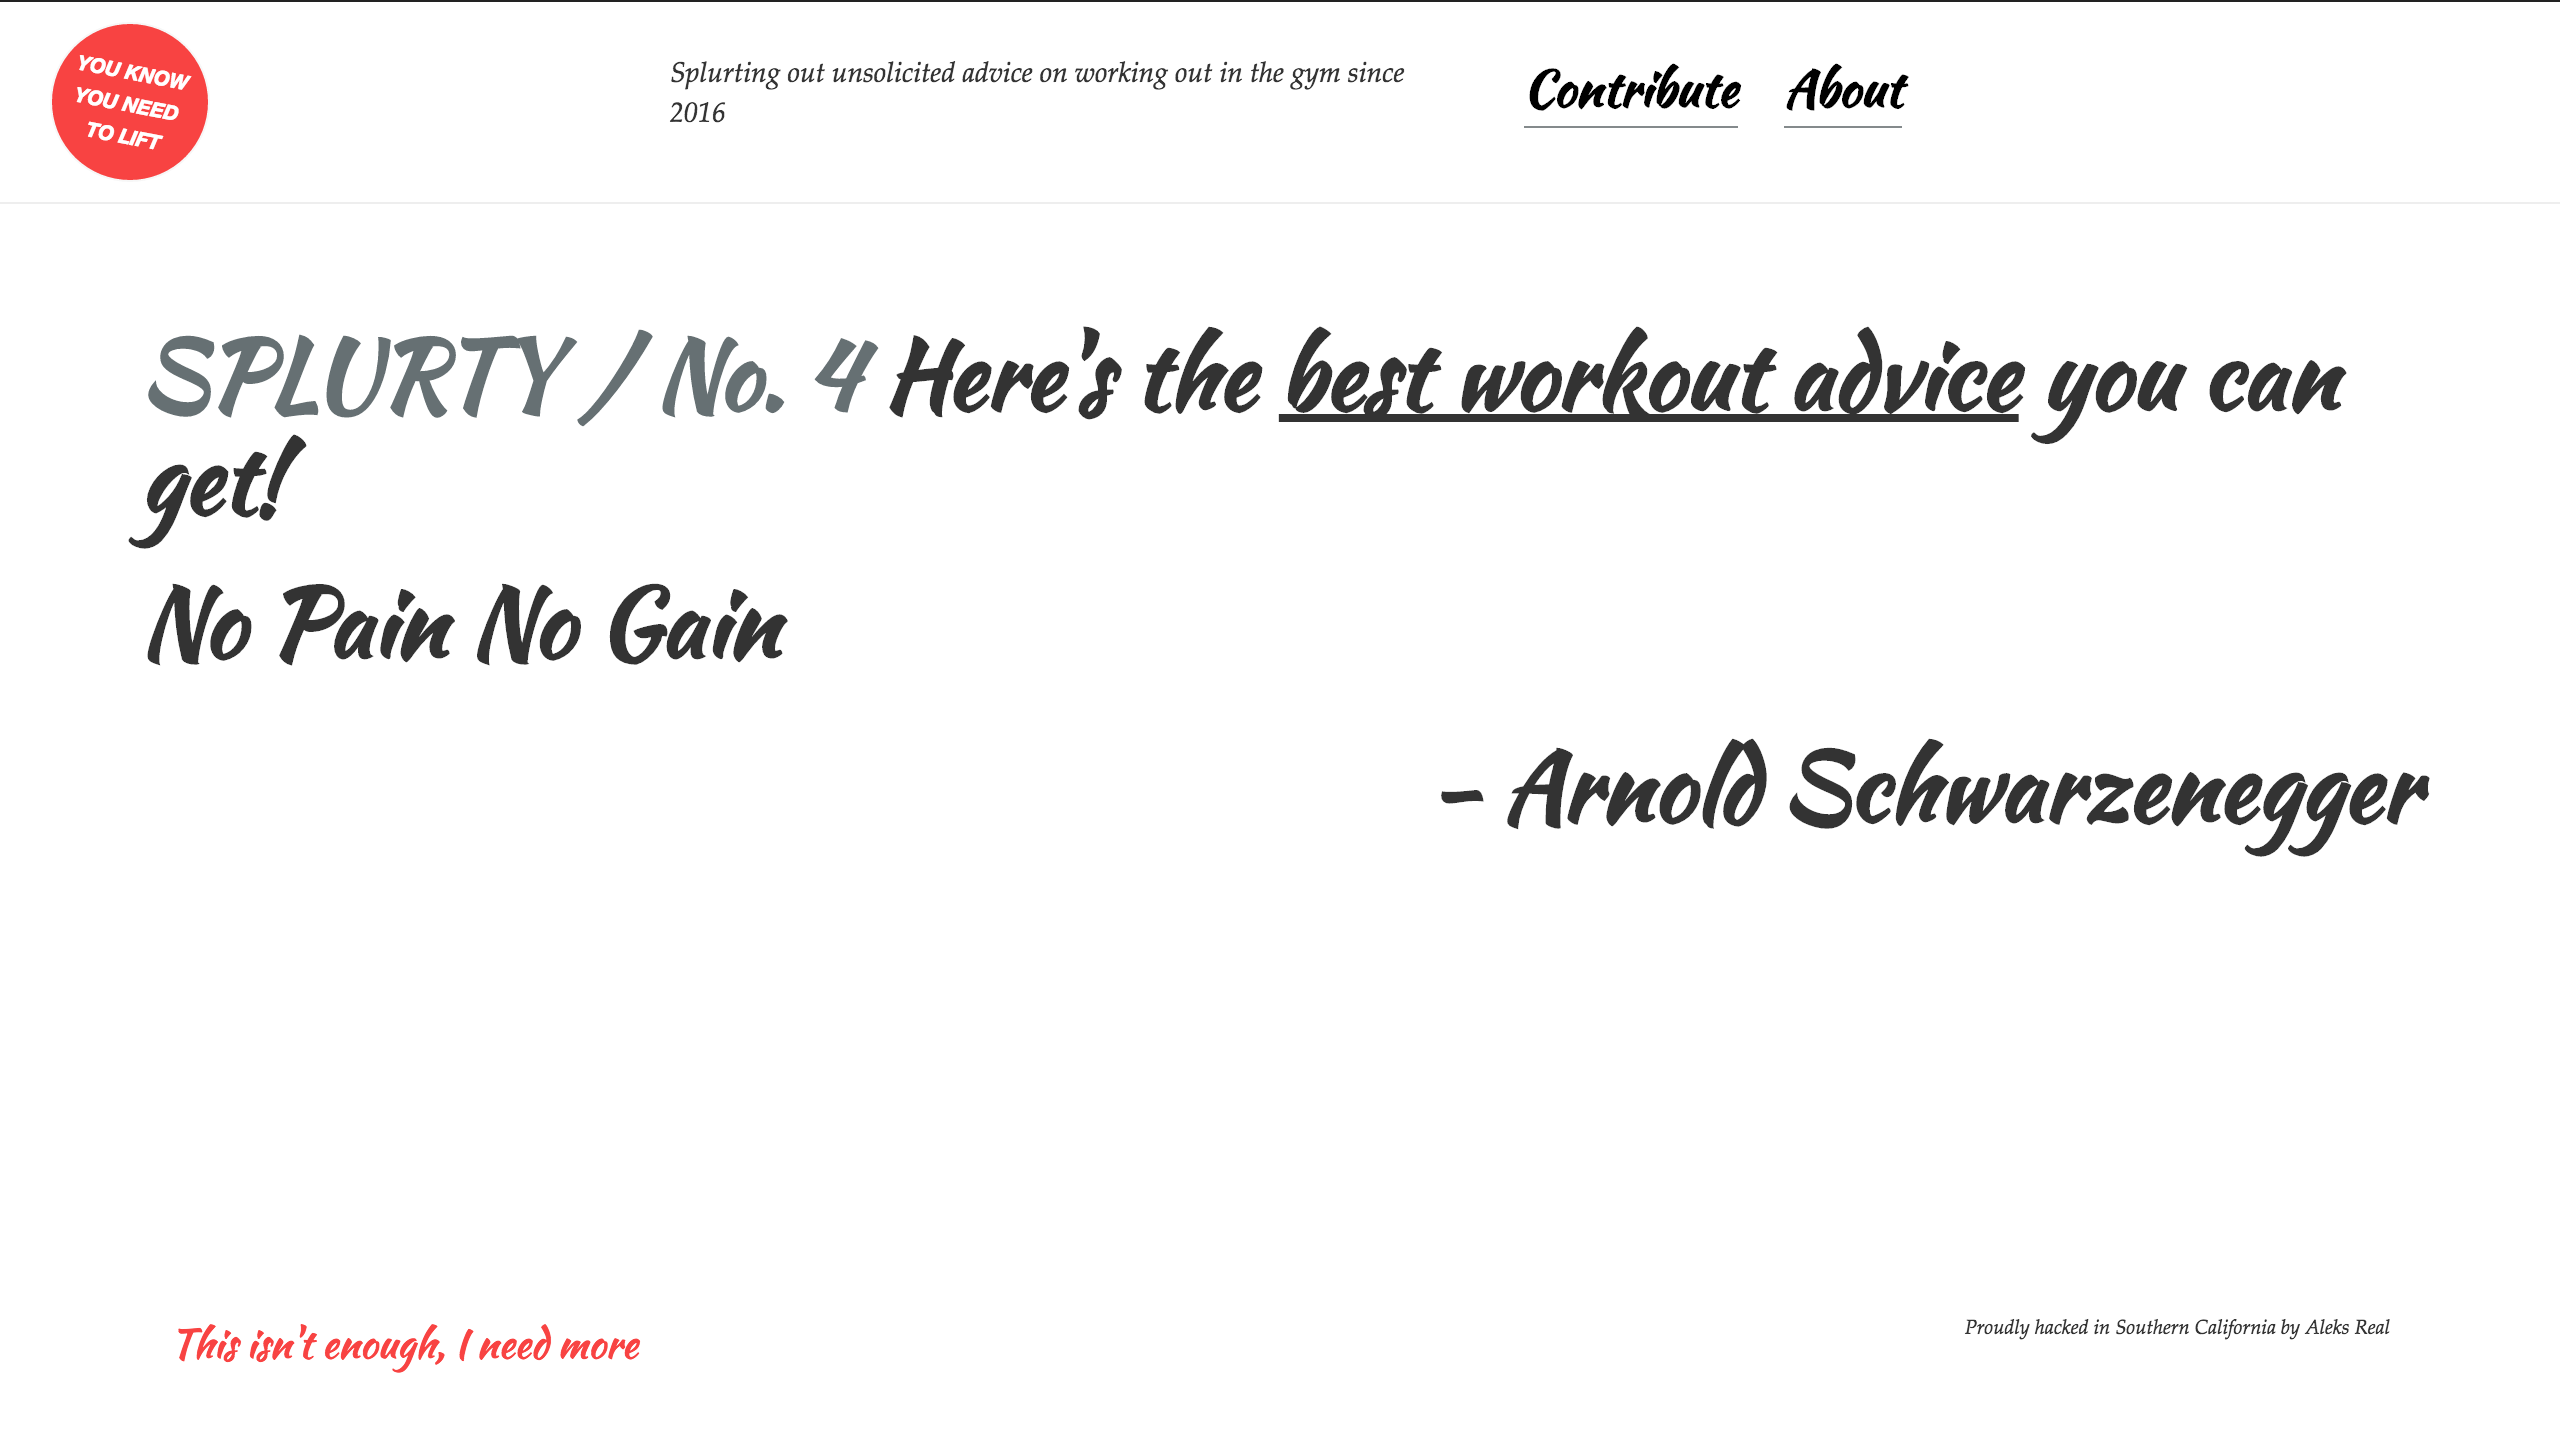 YOU KNOW
YOU NEED
TO LIFT
Splurting out unsolicited advice on working out in the gym since
2016
Contribute About
SPLURTY / No. 4 Here's the best workout advice you can
get!
No Pain No Gain
- Arnold Schwarzenegger
This isn't enough, I need more
Proudly hacked in Southern California by Aleks Real